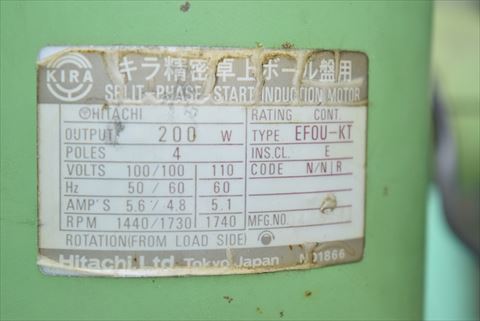 KIRA キラ精密卓上ボール盤用
SPLIT-PHASE START INDUCTION MOTOR
HITACHI RATING CONT.
OUTPUT 200 W TYPE EFOU-KT
POLES 4 INS.CL. E
VOLTS 100/100 110 CODE N/N R
Hz 50/60 60
AMP'S 5.6/4.8 5.1
RPM 1440/1730 1740 MFG.NO.
ROTATION(FROM LOAD SIDE)
Hitachi,Ltd. Tokyo Japan ND1866